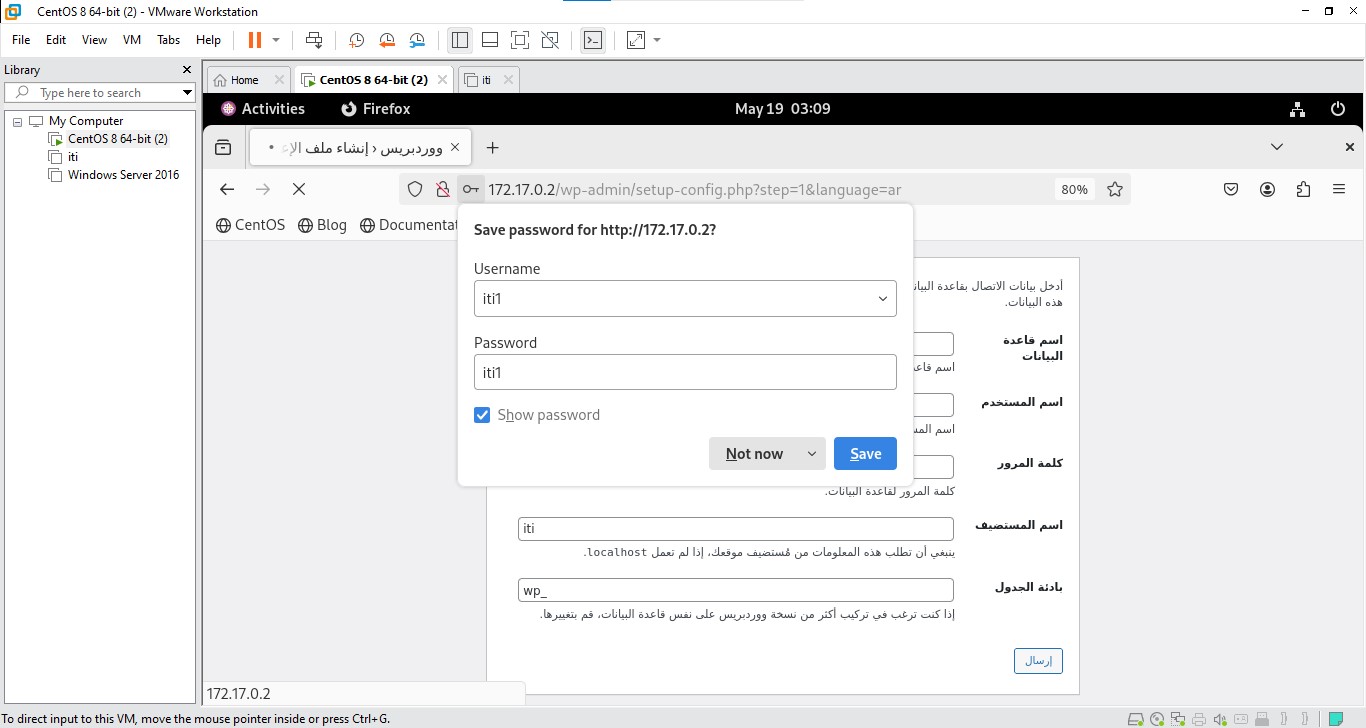 CentOS 8 64-bit (2) - VMware Workstation
File Edit View VM Tabs Help
Library
Type here to search
My Computer
CentOS 8 64-bit (2)
iti
Windows Server 2016
Home
CentOS 8 64-bit (2)
iti
Activities
Firefox
May 19 03:09
ووردبريس › إنشاء ملف الإع
172.17.0.2/wp-admin/setup-config.php?step=1&language=ar
80%
CentOS
Blog
Documentat
Save password for http://172.17.0.2?
Username
iti1
Password
iti1
Show password
Not now
Save
أدخل بيانات الاتصال بقاعدة
هذه البيانات.
اسم قاعدة
البيانات
اسم
اسم المستخدم
اسم
كلمة المرور
كلمة المرور لقاعدة البيانات.
اسم المستضيف
iti
ينبغي أن تطلب هذه المعلومات من مُستضيف موقعك، إذا لم تعمل localhost.
بادئة الجدول
wp_
إذا كنت ترغب في تركيب أكثر من نسخة ووردبريس على نفس قاعدة البيانات، قم بتغييرها.
إرسال
172.17.0.2
To direct input to this VM, move the mouse pointer inside or press Ctrl+G.